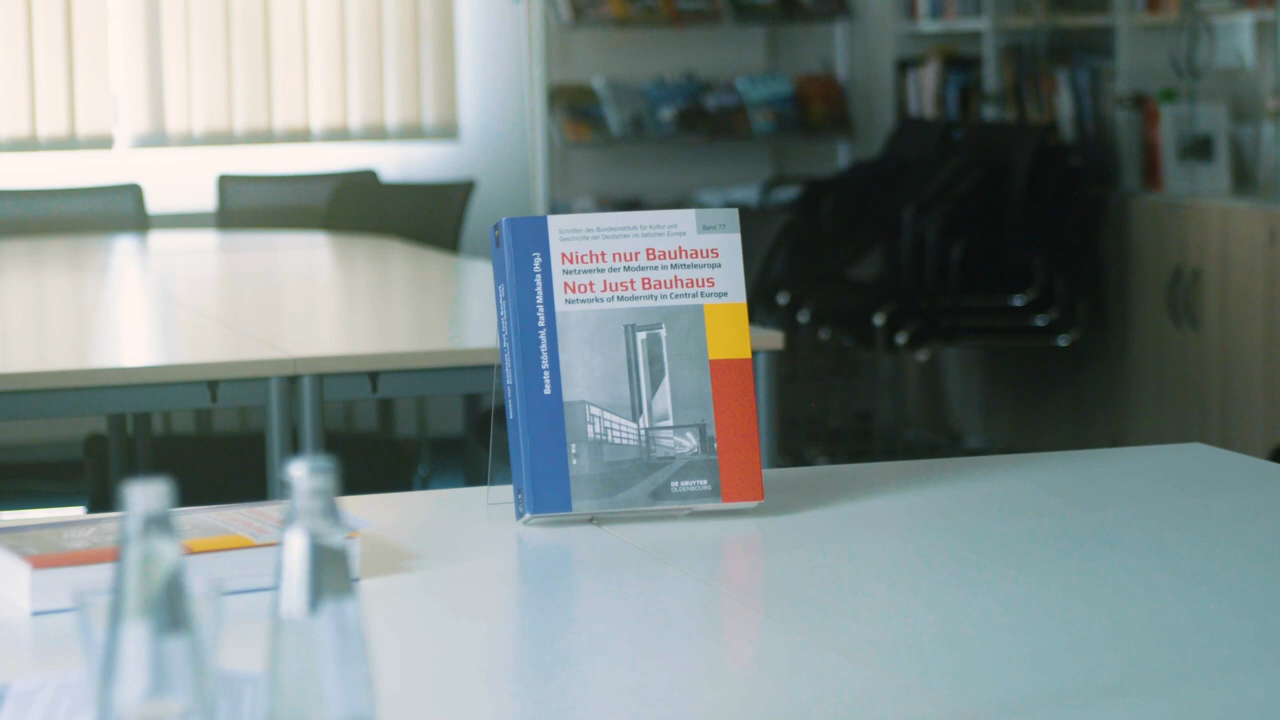 Schriften des Bundesinstituts für Kultur und
Geschichte der Deutschen im östlichen Europa
Band 77
Nicht nur Bauhaus
Netzwerke der Moderne in Mitteleuropa
Not Just Bauhaus
Networks of Modernity in Central Europe
Beate Störtkuhl, Rafał Makała (Hg.)
DE GRUYTER
OLDENBOURG